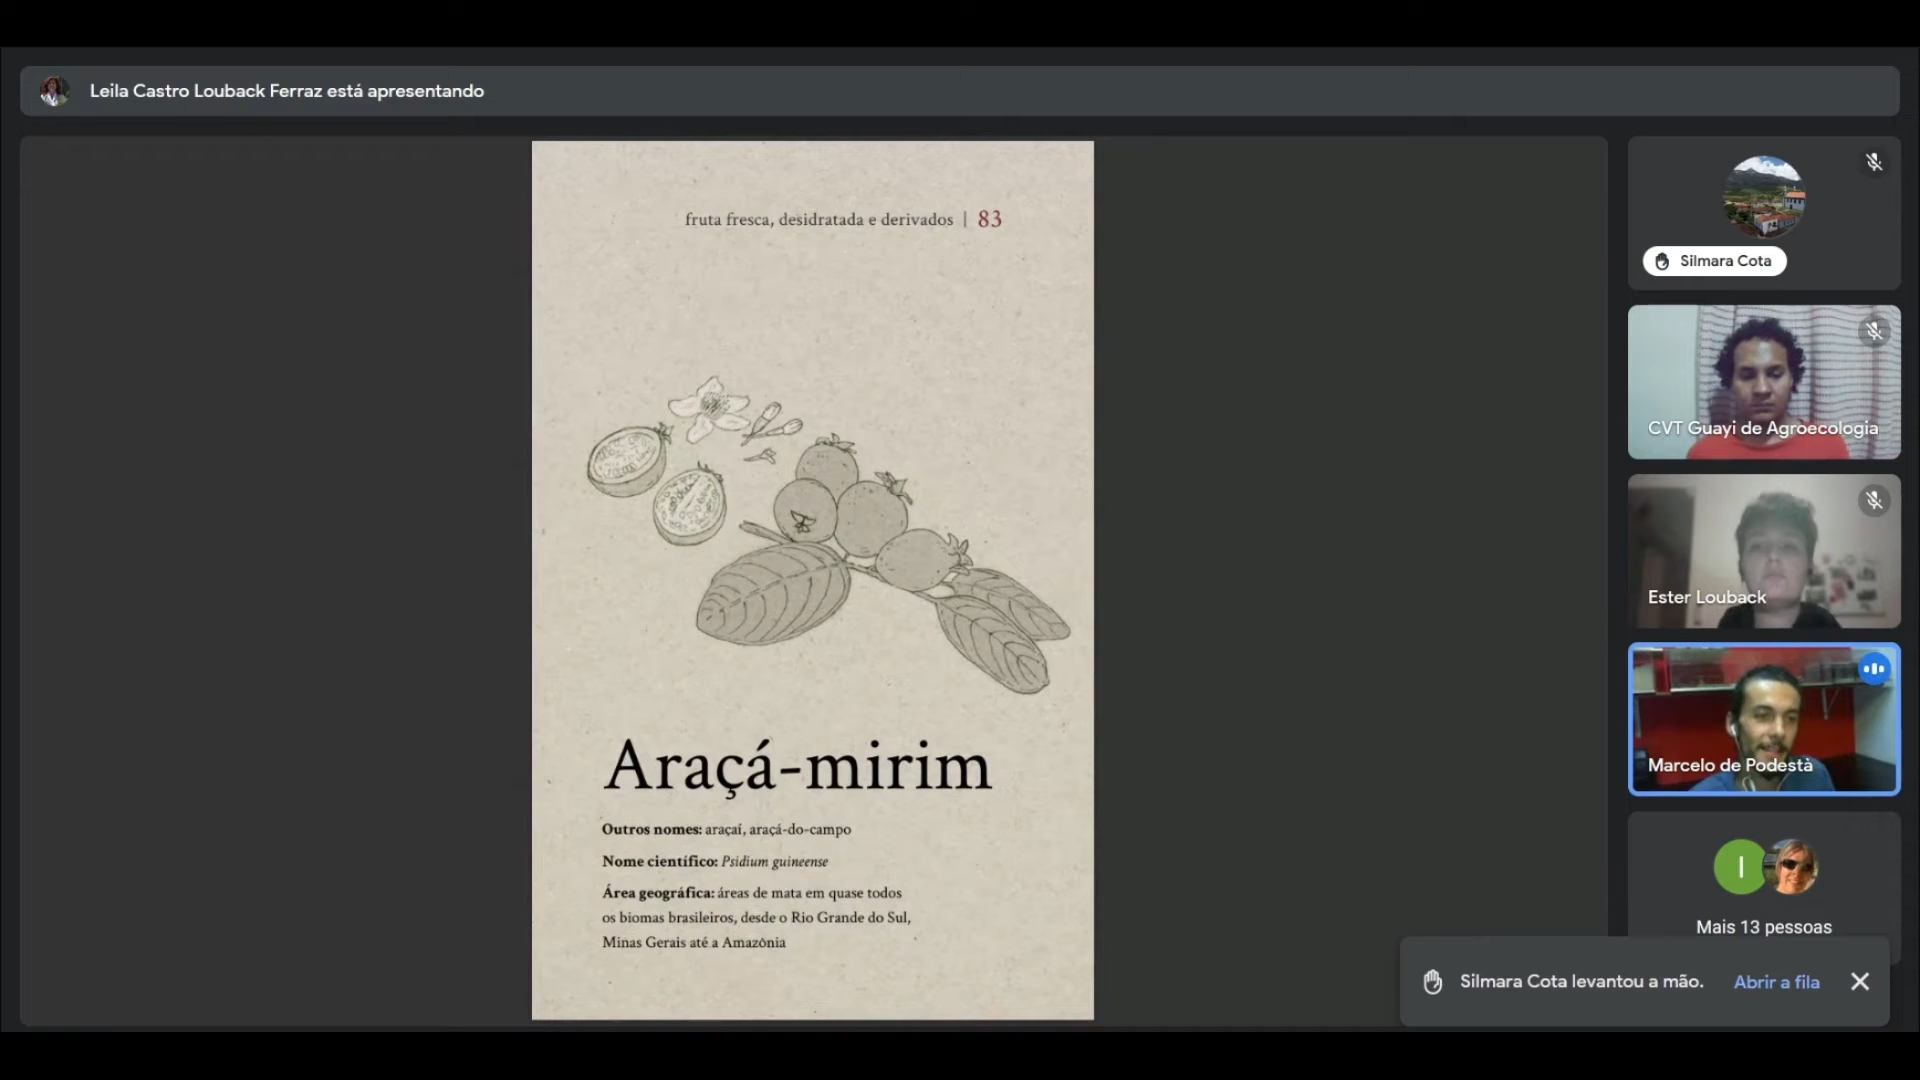 Leila Castro Louback Ferraz está apresentando
fruta fresca, desidratada e derivados | 83
Araçá-mirim
Outros nomes: araçaí, araçá-do-campo
Nome científico: Psidium guineense
Área geográfica: áreas de mata em quase todos
os biomas brasileiros, desde o Rio Grande do Sul,
Minas Gerais até a Amazônia
Silmara Cota
CVT Guayi de Agroecologia
Ester Louback
Marcelo de Podestà
I
Mais 13 pessoas
Silmara Cota levantou a mão. Abrir a fila